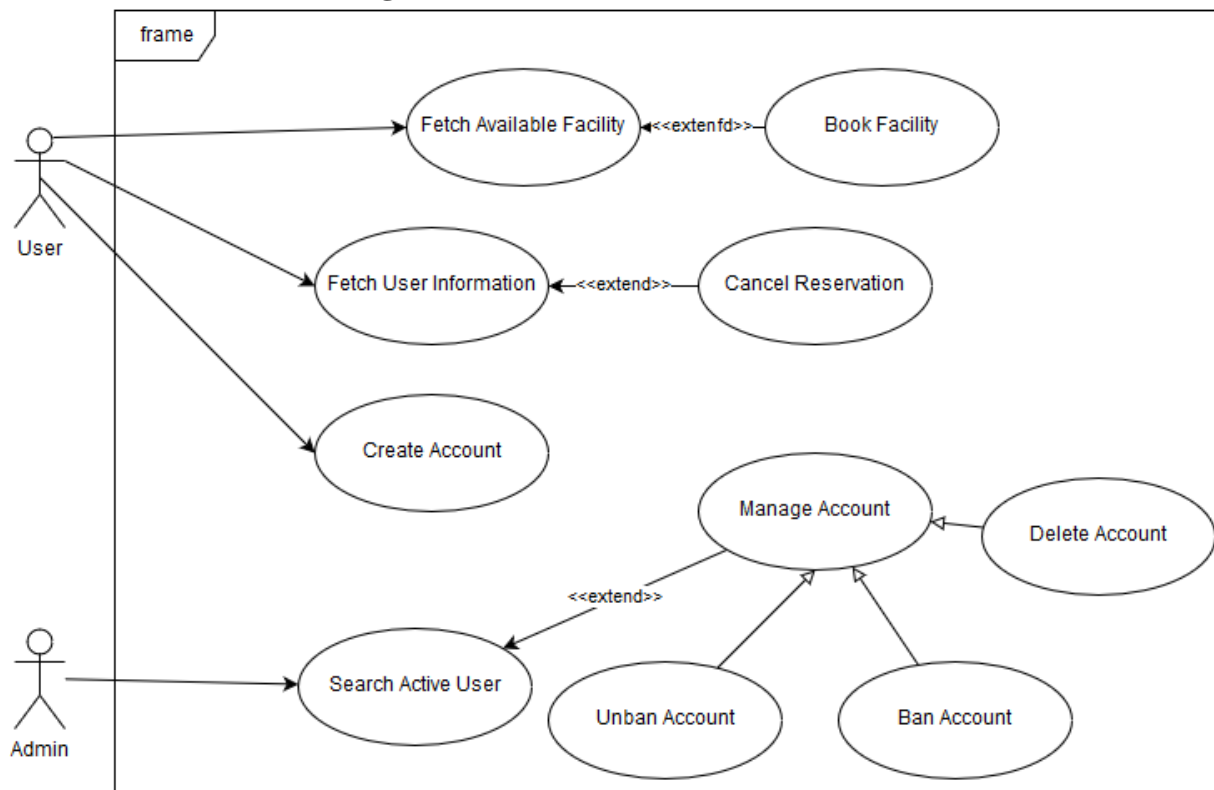 frame
Fetch Available Facility
<<extenfd>>
Book Facility
User
Fetch User Information
<<extend>>
Cancel Reservation
Create Account
Manage Account
Delete Account
<<extend>>
Search Active User
Unban Account
Ban Account
Admin